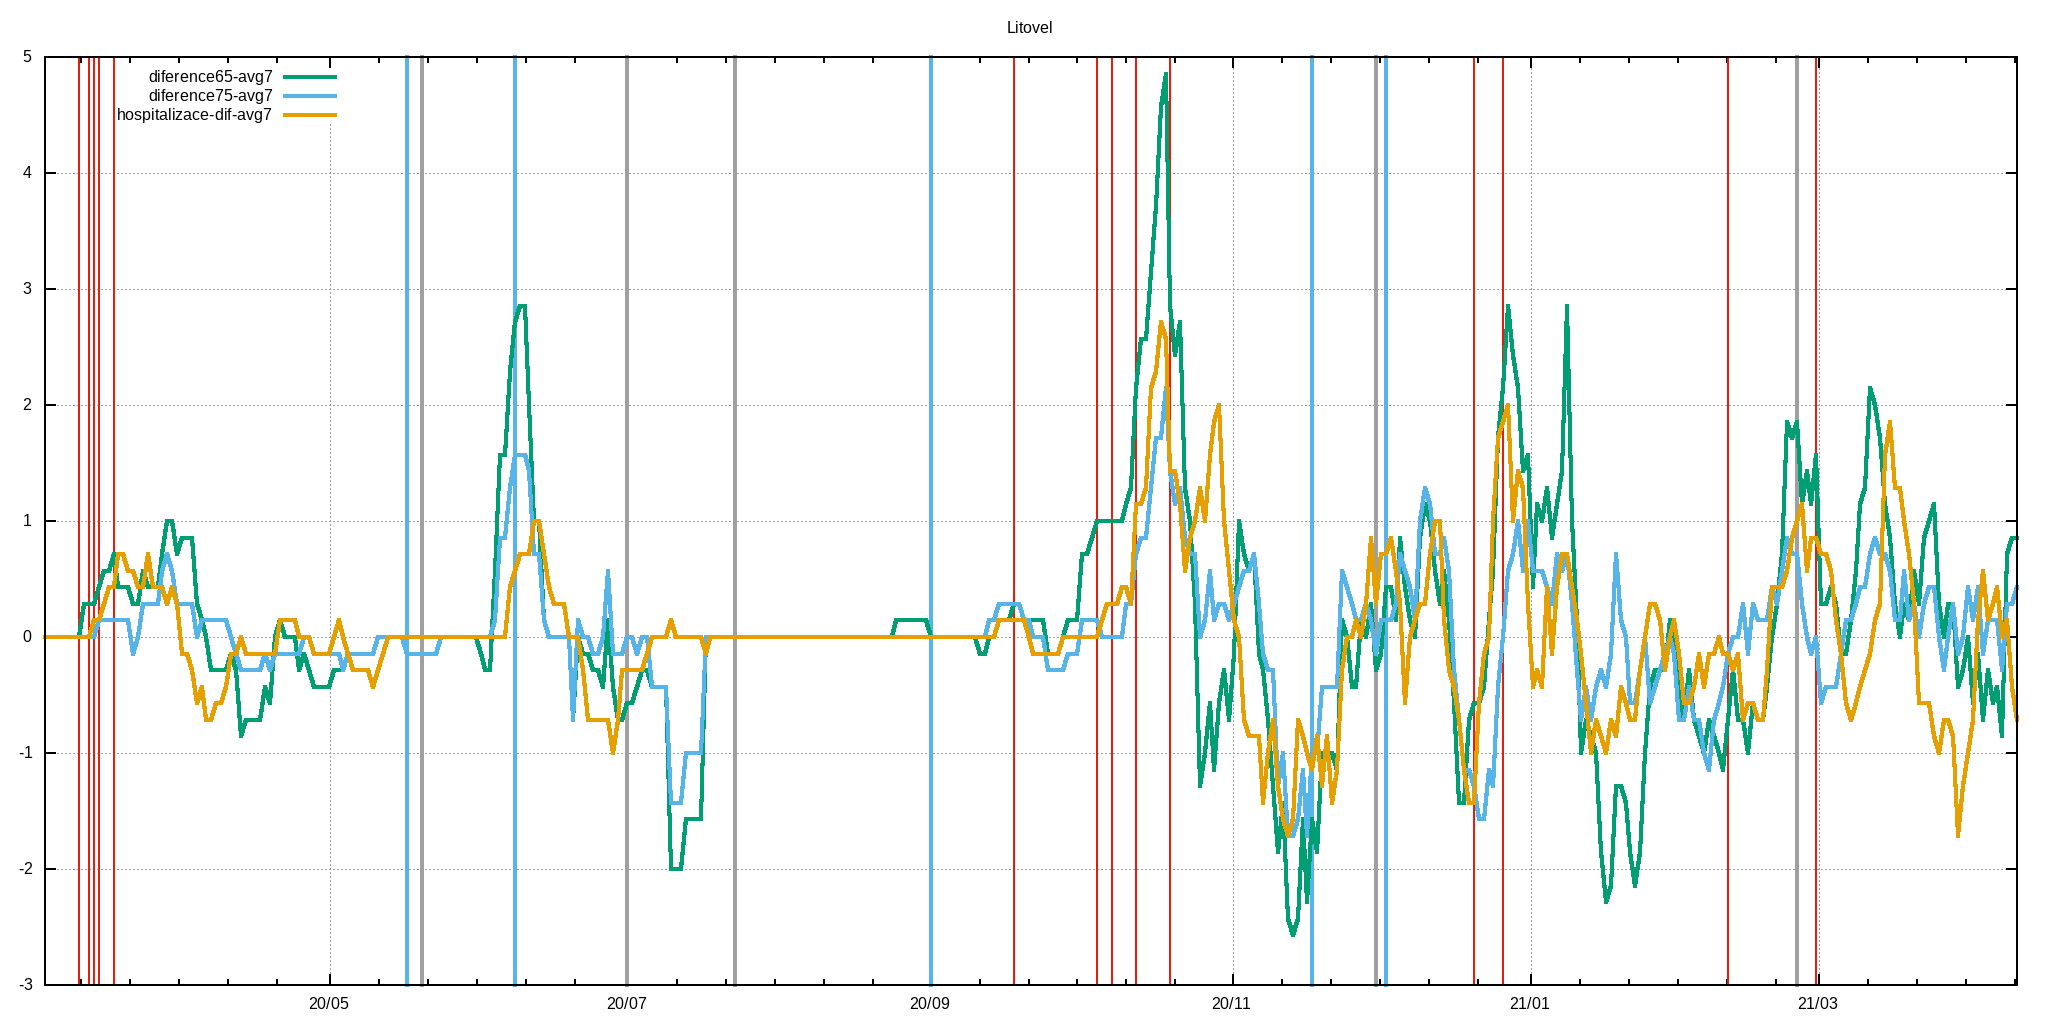 Litovel
diference65-avg7
diference75-avg7
hospitalizace-dif-avg7
5
4
3
2
1
0
-1
-2
-3
20/05 20/07 20/09 20/11 21/01 21/03